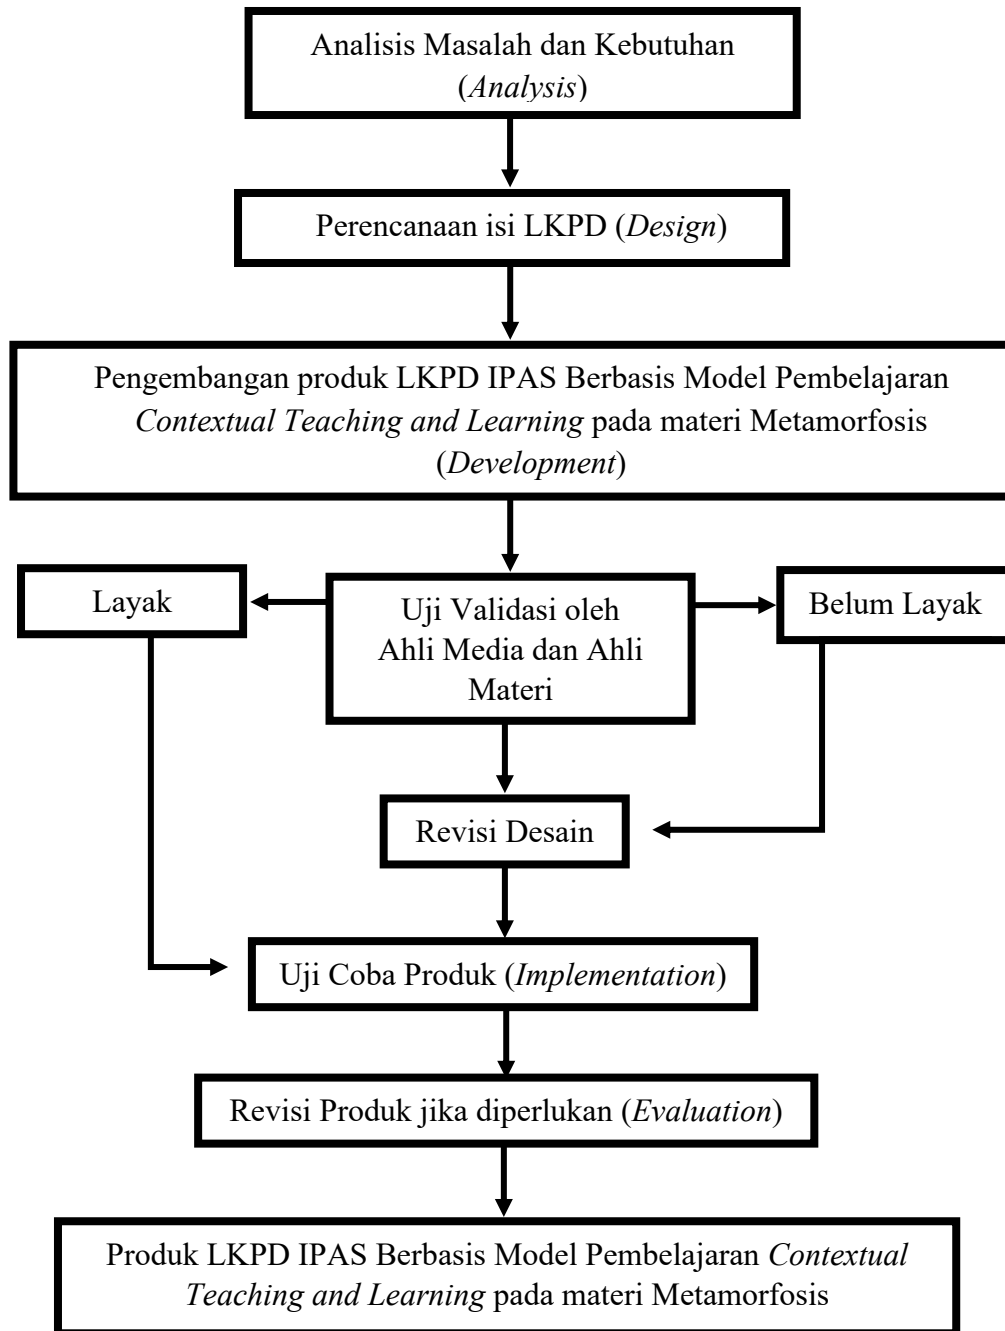 Analisis Masalah dan Kebutuhan
(Analysis)
Perencanaan isi LKPD (Design)
Pengembangan produk LKPD IPAS Berbasis Model Pembelajaran
Contextual Teaching and Learning pada materi Metamorfosis
(Development)
Layak
Uji Validasi oleh
Ahli Media dan Ahli
Materi
Belum Layak
Revisi Desain
Uji Coba Produk (Implementation)
Revisi Produk jika diperlukan (Evaluation)
Produk LKPD IPAS Berbasis Model Pembelajaran Contextual
Teaching and Learning pada materi Metamorfosis